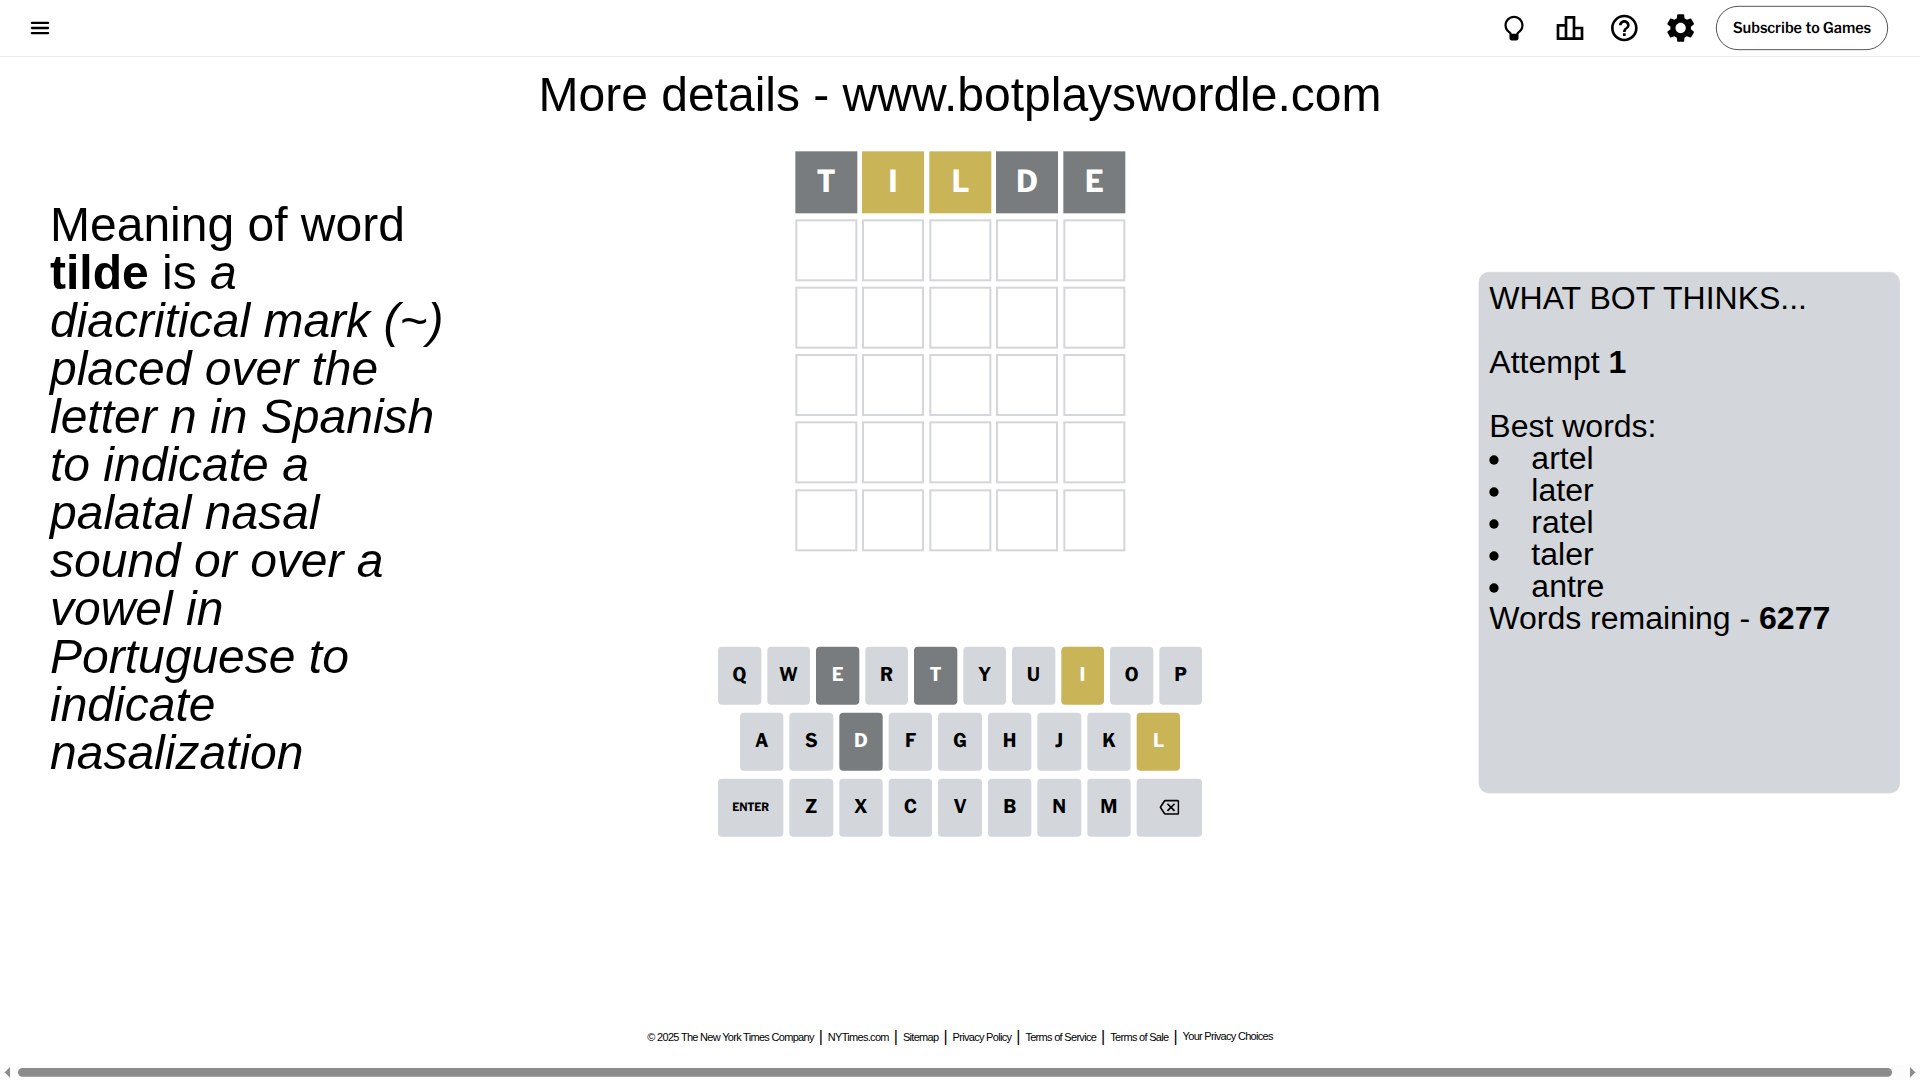 Subscribe to Games
More details - www.botplayswordle.com
Meaning of word
tilde is a
diacritical mark (~)
placed over the
letter n in Spanish
to indicate a
palatal nasal
sound or over a
vowel in
Portuguese to
indicate
nasalization
T I L D E
WHAT BOT THINKS...
Attempt 1
Best words:
• artel
• later
• ratel
• taler
• antre
Words remaining - 6277
Q W E R T Y U I O P
A S D F G H J K L
ENTER Z X C V B N M
© 2025 The New York Times Company | NYTimes.com | Sitemap | Privacy Policy | Terms of Service | Terms of Sale | Your Privacy Choices